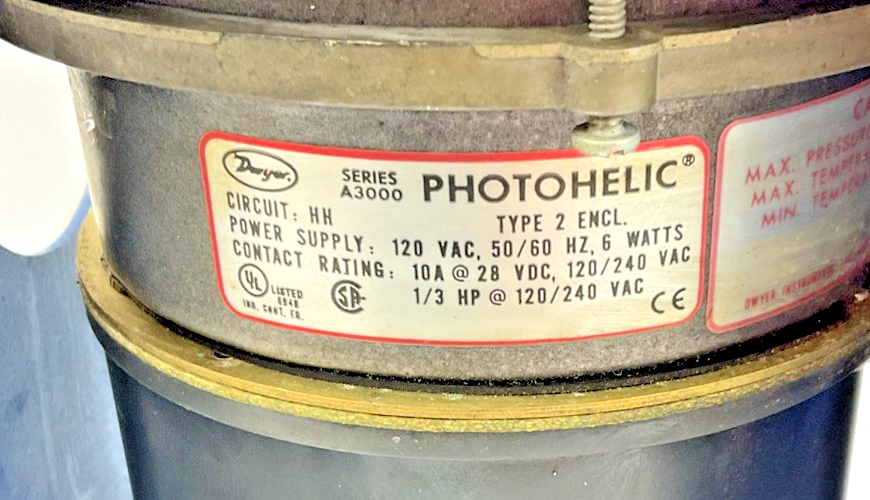 Dwyer.
SERIES
A3000
PHOTOHELIC®
CIRCUIT: HH
TYPE 2 ENCL.
POWER SUPPLY: 120 VAC, 50/60 HZ, 6 WATTS
CONTACT RATING: 10A @ 28 VDC, 120/240 VAC
1/3 HP @ 120/240 VAC
UL
LISTED
IND. CONT. EQ.
CE
MAX. PRESSURE
MAX.
MIN.
DWYER INSTRUMENTS